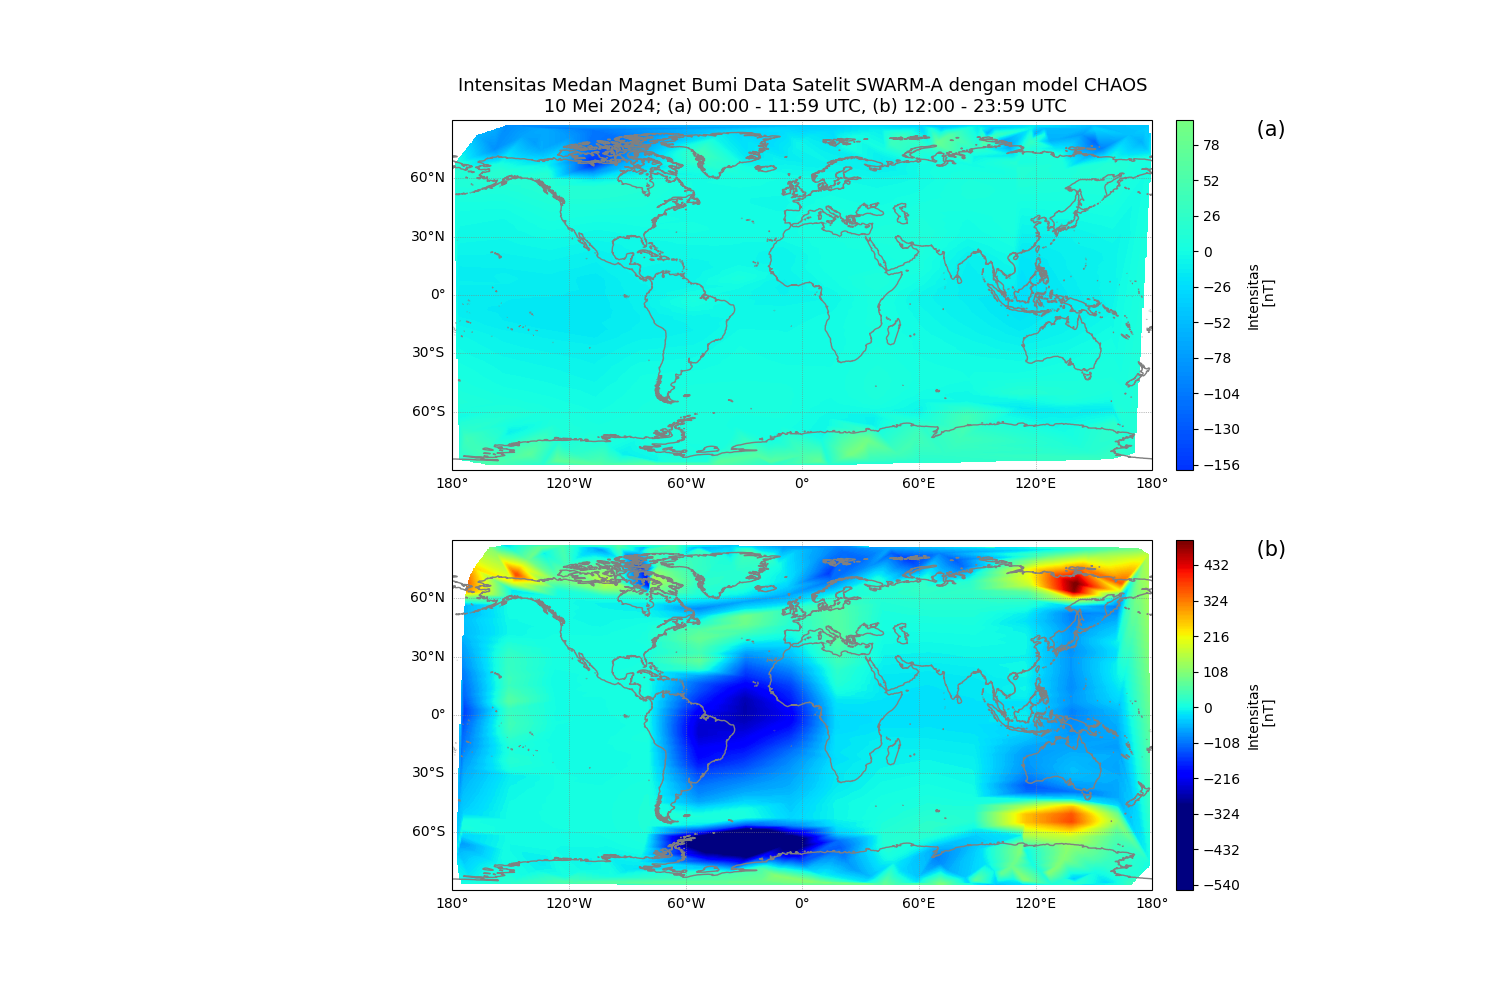 Intensitas Medan Magnet Bumi Data Satelit SWARM-A dengan model CHAOS
10 Mei 2024; (a) 00:00 - 11:59 UTC, (b) 12:00 - 23:59 UTC
(a)
60°N
30°N
0°
30°S
60°S
180°
120°W
60°W
0°
60°E
120°E
180°
78
52
26
0
−26
−52
−78
−104
−130
−156
Intensitas
[nT]
(b)
60°N
30°N
0°
30°S
60°S
180°
120°W
60°W
0°
60°E
120°E
180°
432
324
216
108
0
−108
−216
−324
−432
−540
Intensitas
[nT]